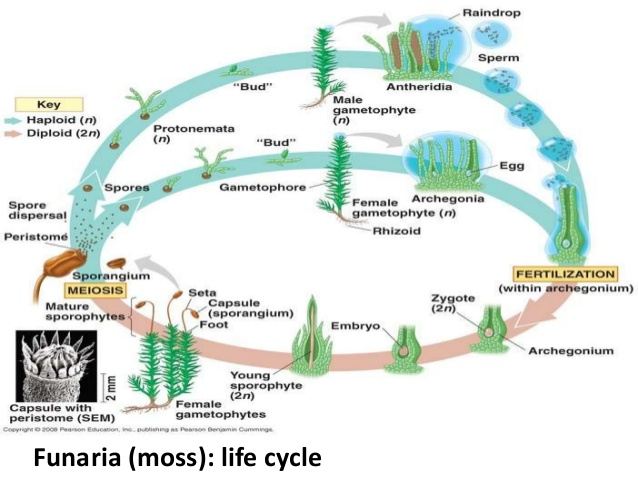 Raindrop
Sperm
"Bud"
Antheridia
Key
Haploid (n)
Diploid (2n)
Protonemata
(n)
Male
gametophyte
(n)
"Bud"
Egg
Spores
Gametophore
Archegonia
Spore
dispersal
Female
gametophyte (n)
Rhizoid
Peristome
Sporangium
MEIOSIS
FERTILIZATION
(within archegonium)
Seta
Capsule
(sporangium)
Foot
Mature
sporophytes
Zygote
(2n)
Embryo
Archegonium
Young
sporophyte
(2n)
2 mm
Capsule with
peristome (SEM)
Female
gametophytes
Copyright © 2008 Pearson Education, Inc., publishing as Pearson Benjamin Cummings.
Funaria (moss): life cycle